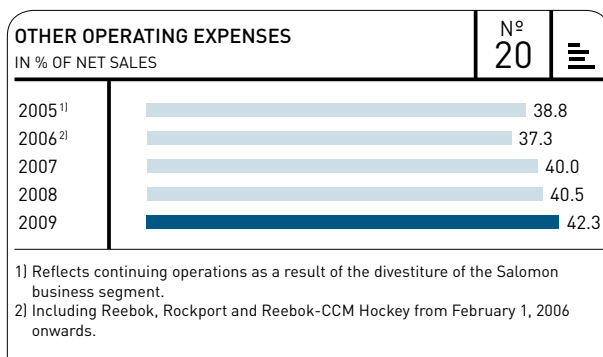 OTHER OPERATING EXPENSES
IN % OF NET SALES
Nº
20
2005 1) 38.8
2006 2) 37.3
2007 40.0
2008 40.5
2009 42.3
1) Reflects continuing operations as a result of the divestiture of the Salomon
business segment.
2) Including Reebok, Rockport and Reebok-CCM Hockey from February 1, 2006
onwards.